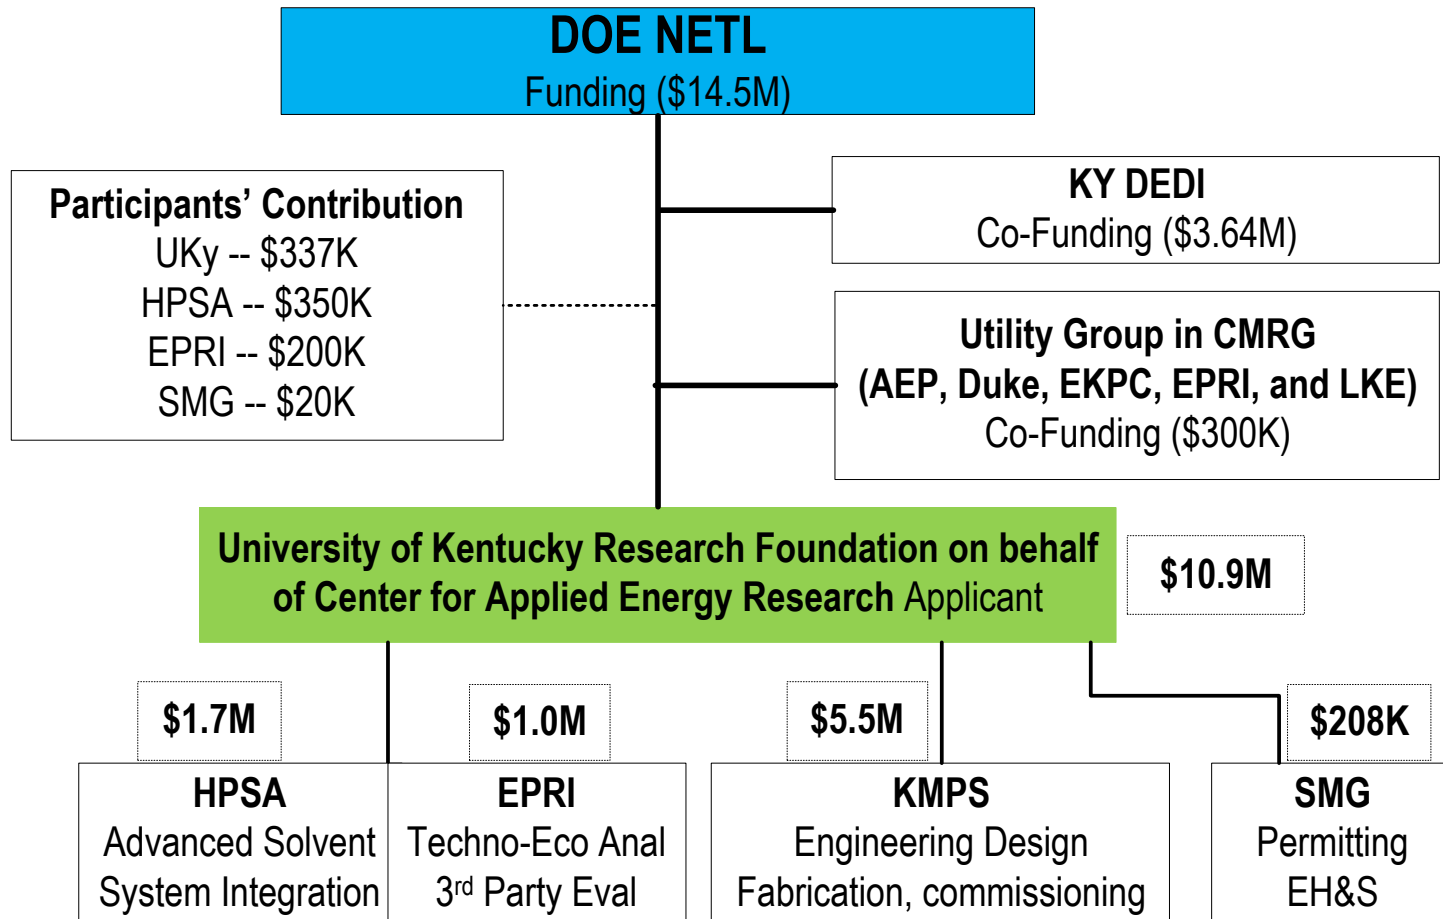 DOE NETL
Funding ($14.5M)
Participants’ Contribution
UKy -- $337K
HPSA -- $350K
EPRI -- $200K
SMG -- $20K
KY DEDI
Co-Funding ($3.64M)
Utility Group in CMRG
(AEP, Duke, EKPC, EPRI, and LKE)
Co-Funding ($300K)
University of Kentucky Research Foundation on behalf
of Center for Applied Energy Research Applicant
$10.9M
$1.7M
$1.0M
$5.5M
$208K
HPSA
Advanced Solvent
System Integration
EPRI
Techno-Eco Anal
3rd Party Eval
KMPS
Engineering Design
Fabrication, commissioning
SMG
Permitting
EH&S